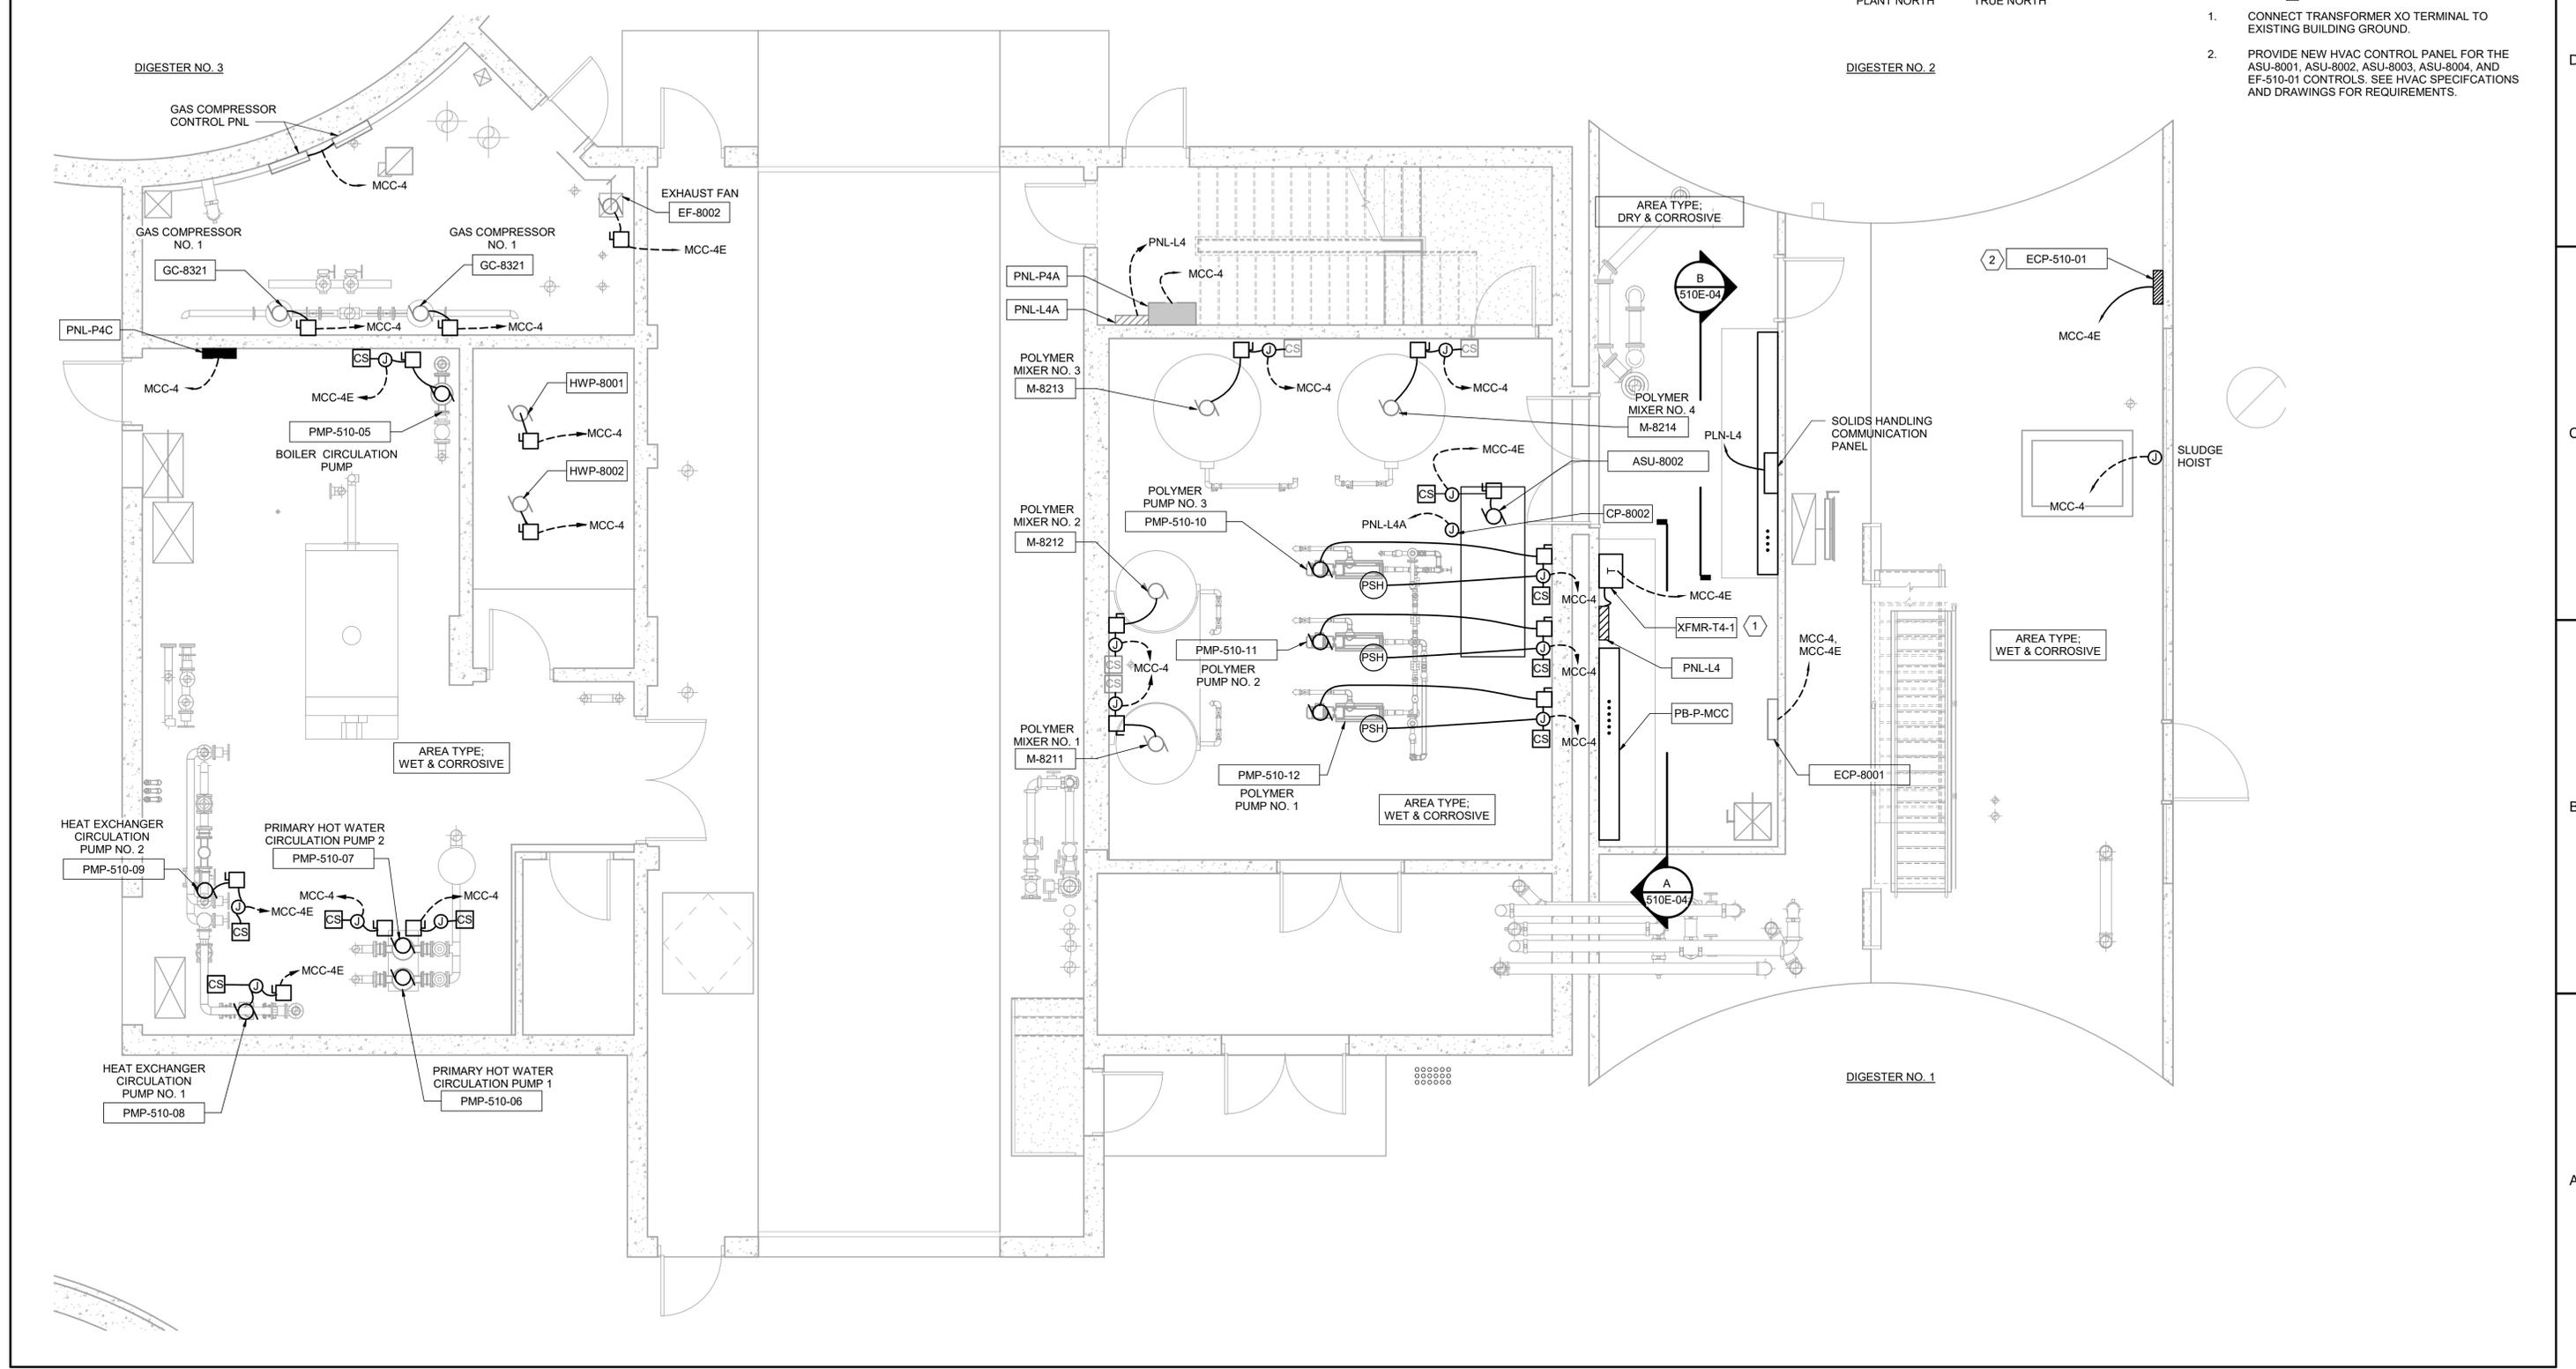 PLANT NORTH
TRUE NORTH
1. CONNECT TRANSFORMER XO TERMINAL TO
EXISTING BUILDING GROUND.
2. PROVIDE NEW HVAC CONTROL PANEL FOR THE
ASU-8001, ASU-8002, ASU-8003, ASU-8004, AND
EF-510-01 CONTROLS. SEE HVAC SPECIFCATIONS
AND DRAWINGS FOR REQUIREMENTS.
D
C
B
A
DIGESTER NO. 3
GAS COMPRESSOR
CONTROL PNL
MCC-4
EXHAUST FAN
EF-8002
MCC-4E
GAS COMPRESSOR
NO. 1
GC-8321
MCC-4
GAS COMPRESSOR
NO. 1
GC-8321
MCC-4
PNL-P4C
MCC-4
CS
J
MCC-4E
PMP-510-05
BOILER CIRCULATION
PUMP
HWP-8001
MCC-4
HWP-8002
MCC-4
AREA TYPE;
WET & CORROSIVE
HEAT EXCHANGER
CIRCULATION
PUMP NO. 2
PMP-510-09
J
MCC-4E
CS
PRIMARY HOT WATER
CIRCULATION PUMP 2
PMP-510-07
MCC-4
CS
J
MCC-4
J
CS
CS
J
MCC-4E
HEAT EXCHANGER
CIRCULATION
PUMP NO. 1
PMP-510-08
PRIMARY HOT WATER
CIRCULATION PUMP 1
PMP-510-06
PNL-L4
MCC-4
PNL-P4A
PNL-L4A
POLYMER
MIXER NO. 3
M-8213
J
CS
MCC-4
J
CS
MCC-4
POLYMER
MIXER NO. 4
M-8214
MCC-4E
ASU-8002
CS
J
PNL-L4A
J
CP-8002
POLYMER
PUMP NO. 3
PMP-510-10
PSH
J
CS
MCC-4
POLYMER
MIXER NO. 2
M-8212
J
CS
MCC-4
CS
J
PMP-510-11
POLYMER
PUMP NO. 2
PSH
J
CS
MCC-4
POLYMER
MIXER NO. 1
M-8211
PSH
J
CS
MCC-4
PMP-510-12
POLYMER
PUMP NO. 1
AREA TYPE;
WET & CORROSIVE
DIGESTER NO. 2
AREA TYPE;
DRY & CORROSIVE
B
510E-04
2
ECP-510-01
MCC-4E
PLN-L4
SOLIDS HANDLING
COMMUNICATION
PANEL
J
SLUDGE
HOIST
MCC-4
T
MCC-4E
XFMR-T4-1
1
PNL-L4
MCC-4,
MCC-4E
AREA TYPE;
WET & CORROSIVE
PB-P-MCC
ECP-8001
A
510E-04
DIGESTER NO. 1